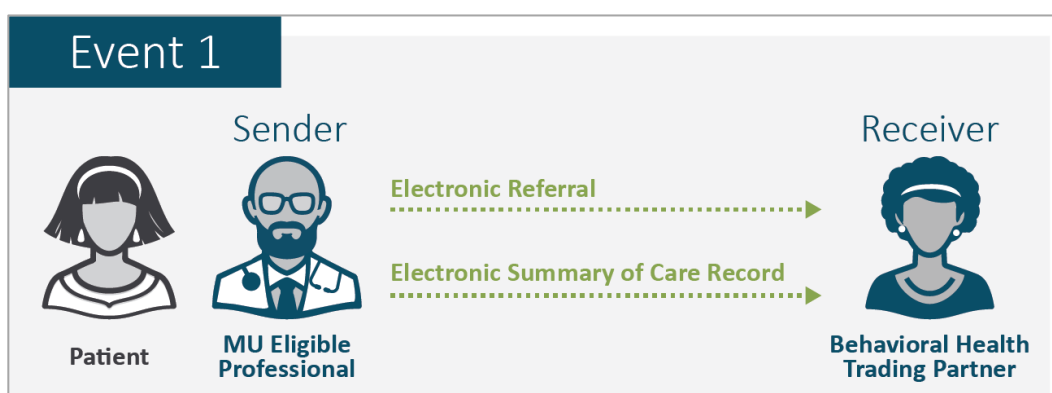 Event 1
Sender
Receiver
Electronic Referral
Electronic Summary of Care Record
Patient
MU Eligible
Professional
Behavioral Health
Trading Partner